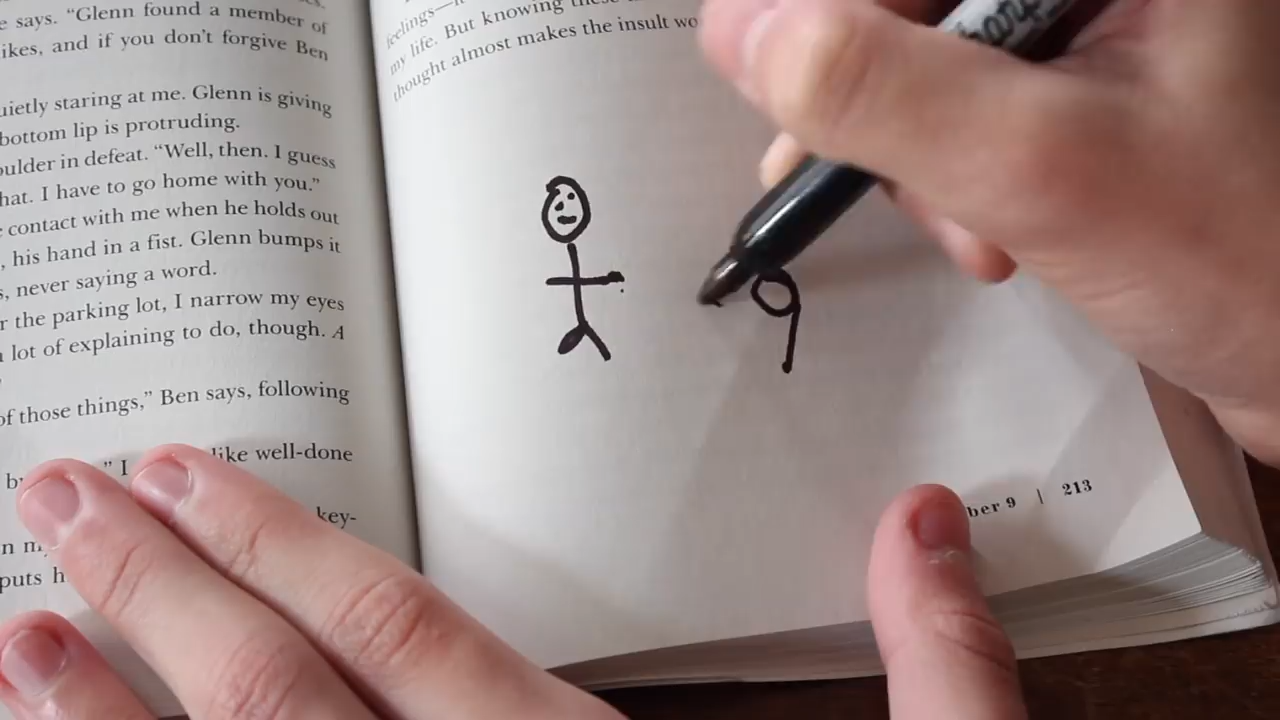 e says. “Glenn found a member of
ikes, and if you don’t forgive Ben
uietly staring at me. Glenn is giving
bottom lip is protruding.
oulder in defeat. “Well, then. I guess
hat. I have to go home with you.”
contact with me when he holds out
, his hand in a fist. Glenn bumps it
s, never saying a word.
r the parking lot, I narrow my eyes
lot of explaining to do, though. A
of those things,” Ben says, following
” I like well-done
key-
puts h
feelings—
my life. But knowing these
thought almost makes the insult wo
9
ber 9 | 213